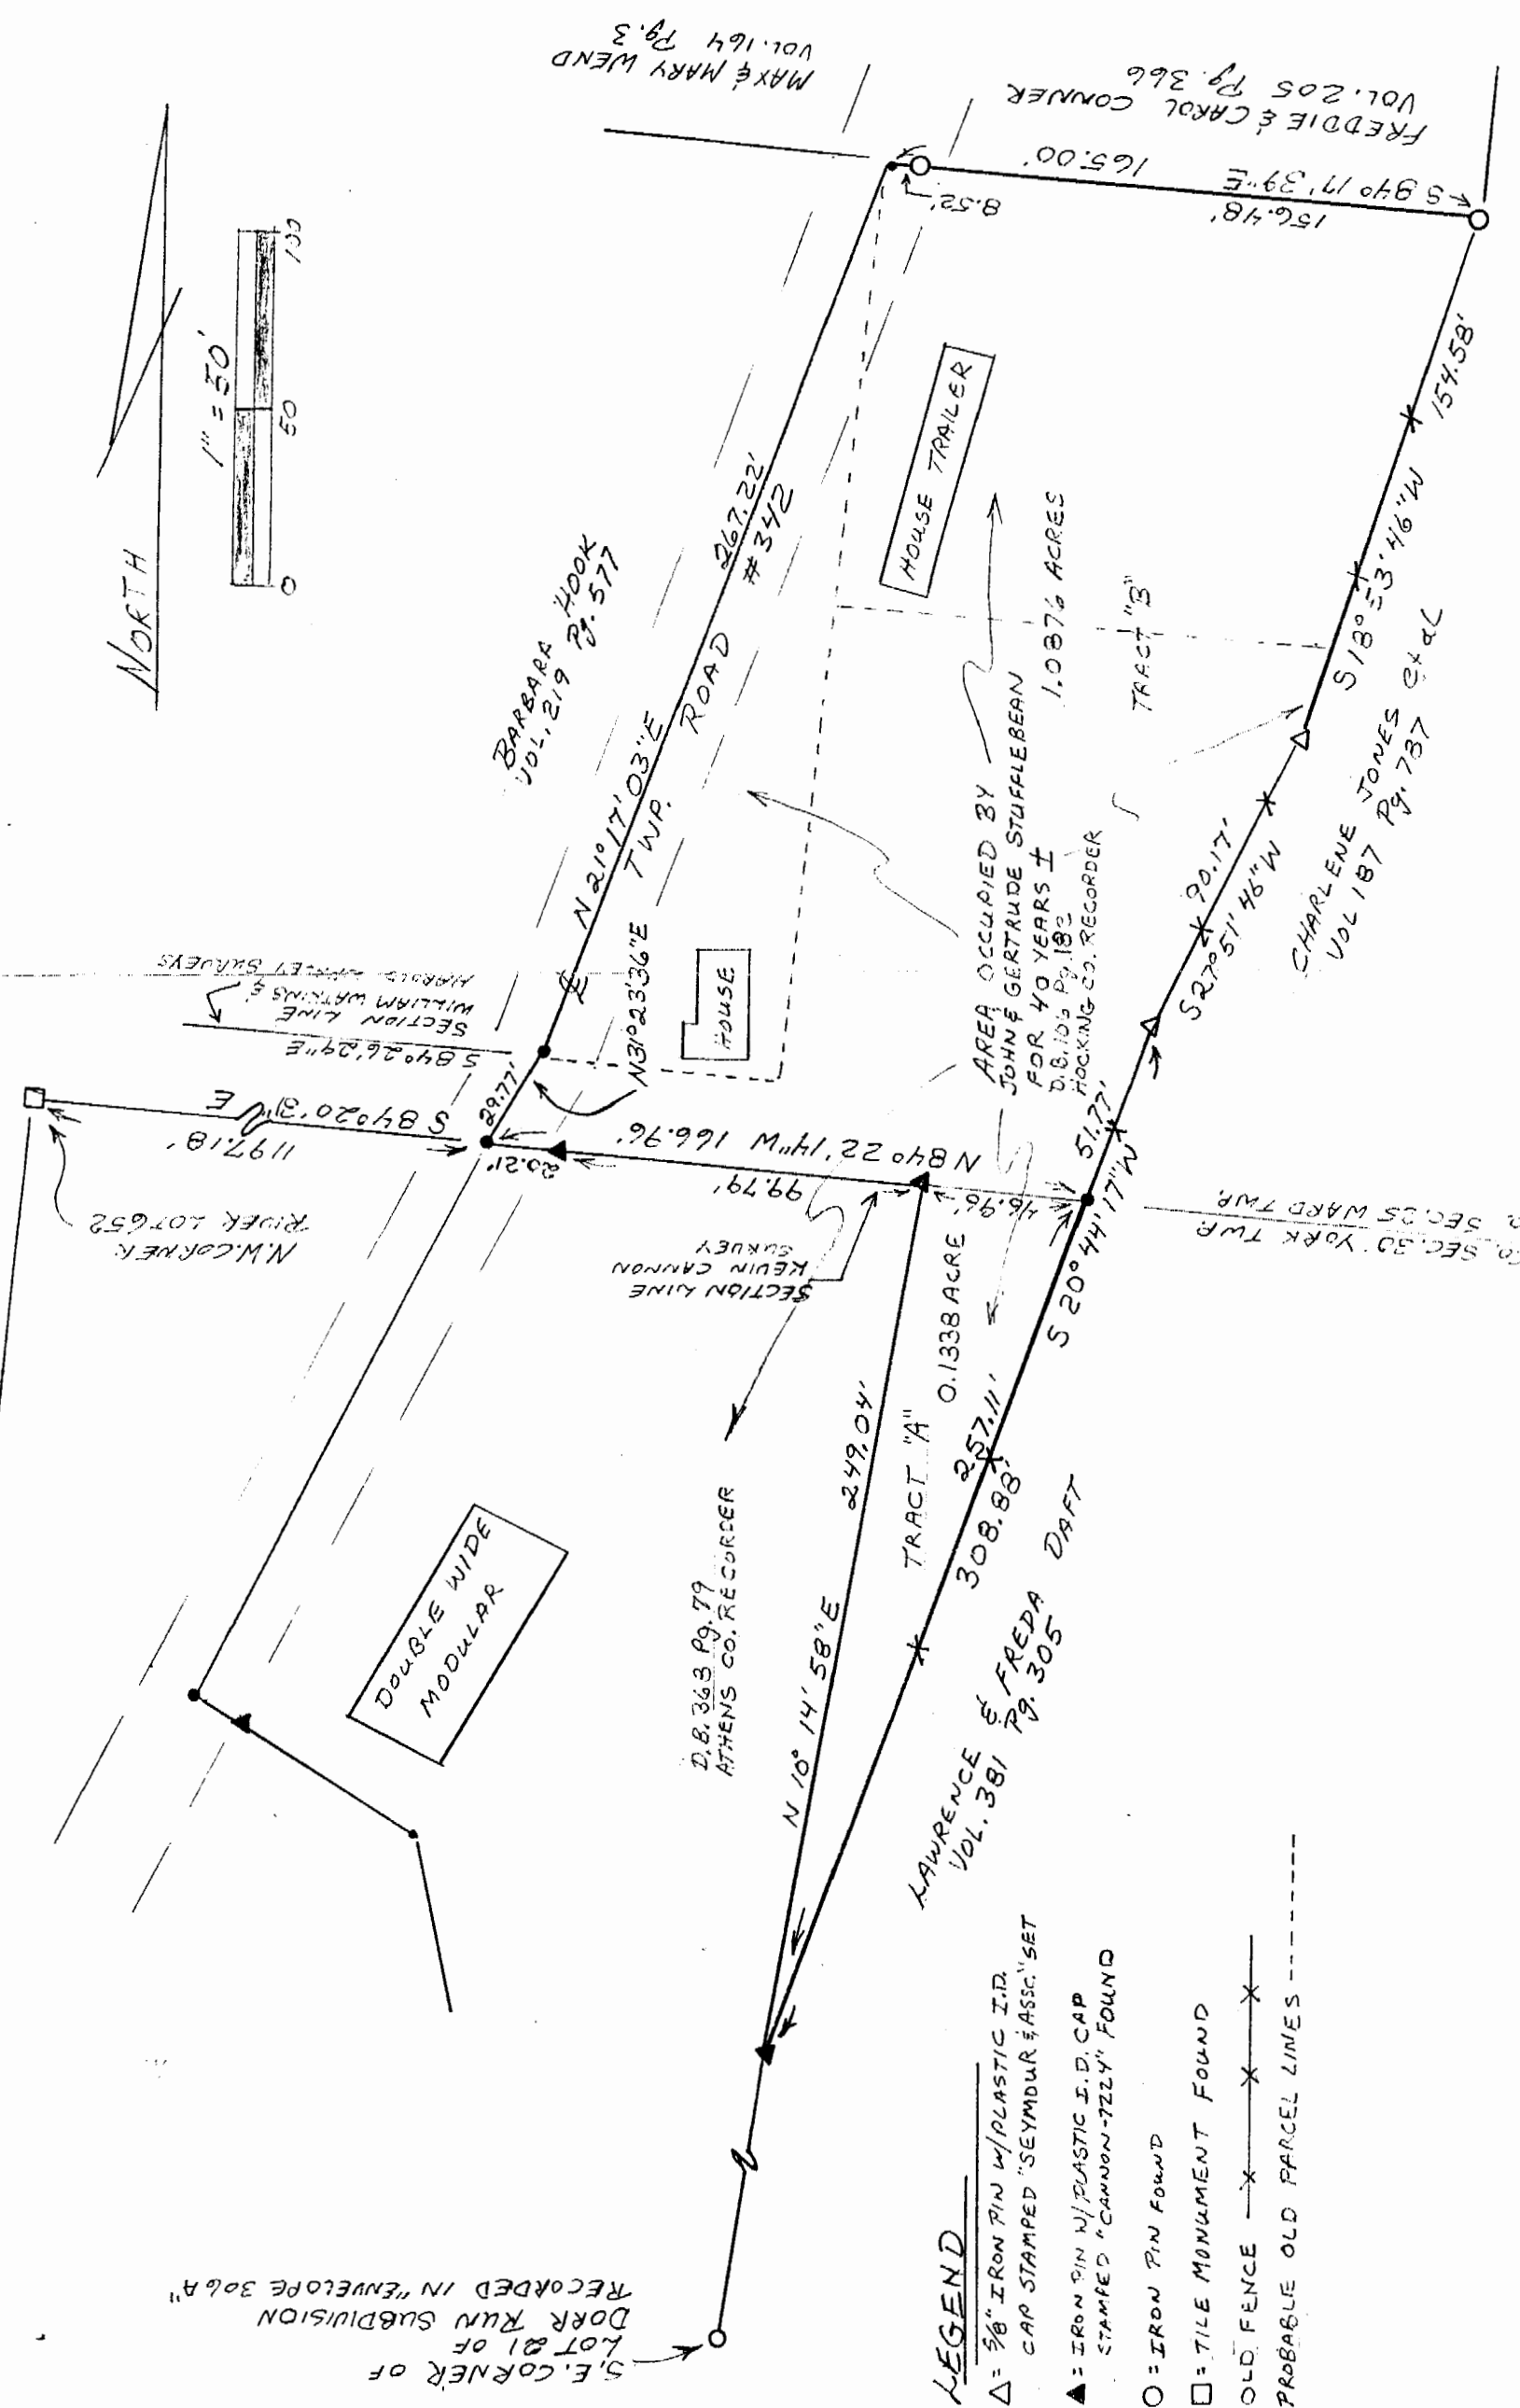 MAX & MARY WEND
VOL. 164 Pg. 3
FREDDIE & CAROL CONNER
VOL. 205 Pg. 366
NORTH
1" = 50'
0 50 100
165.00'
S 84° 17' 39" E
156.48'
8.52'
BARBARA HOOK
VOL. 219 Pg. 577
N 21° 17' 03" E 267.22'
TWP. ROAD #342
HOUSE TRAILER
154.58'
S 18° 53' 46" W
1.0876 ACRES
TRACT "B"
AREA OCCUPIED BY
JOHN & GERTRUDE STUFFLEBEAN
FOR 40 YEARS ±
D.B. 106 Pg.
HOCKING CO. RECORDER
CHARLENE JONES et al
VOL 187 Pg. 787
90.17'
S 27° 51' 46" W
HOUSE
N 31° 23' 36" E
29.77'
S 84° 26' 29" E
SECTION LINE
WILLIAM WATKINS &
HAROLD SURVEYS
S 84° 20' 31" E
1197.18'
N.W. CORNER
RIVER LOT 652
20.21'
N 84° 22' 14" W 166.96'
99.79'
46.96'
SECTION LINE
KEVIN CANNON
SURVEY
51.77'
S 20° 44' 17" W
SEC. 25 WARD TWP.
SEC. 30 YORK TWP.
0.1338 ACRE
TRACT "A"
257.11'
308.88'
249.04'
N 10° 14' 58" E
D.B. 363 Pg. 79
ATHENS CO. RECORDER
DOUBLE WIDE
MODULAR
LAWRENCE & FREDA DAFT
VOL. 381 Pg. 305
S.E. CORNER OF
LOT 21 OF
DORR RUN SUBDIVISION
RECORDED IN "ENVELOPE 306A"
LEGEND
△ = 5/8" IRON PIN W/PLASTIC I.D.
CAP STAMPED "SEYMOUR & ASSC." SET
▲ = IRON PIN W/PLASTIC I.D. CAP
STAMPED "CANNON-7224" FOUND
○ = IRON PIN FOUND
□ = TILE MONUMENT FOUND
OLD FENCE
PROBABLE OLD PARCEL LINES